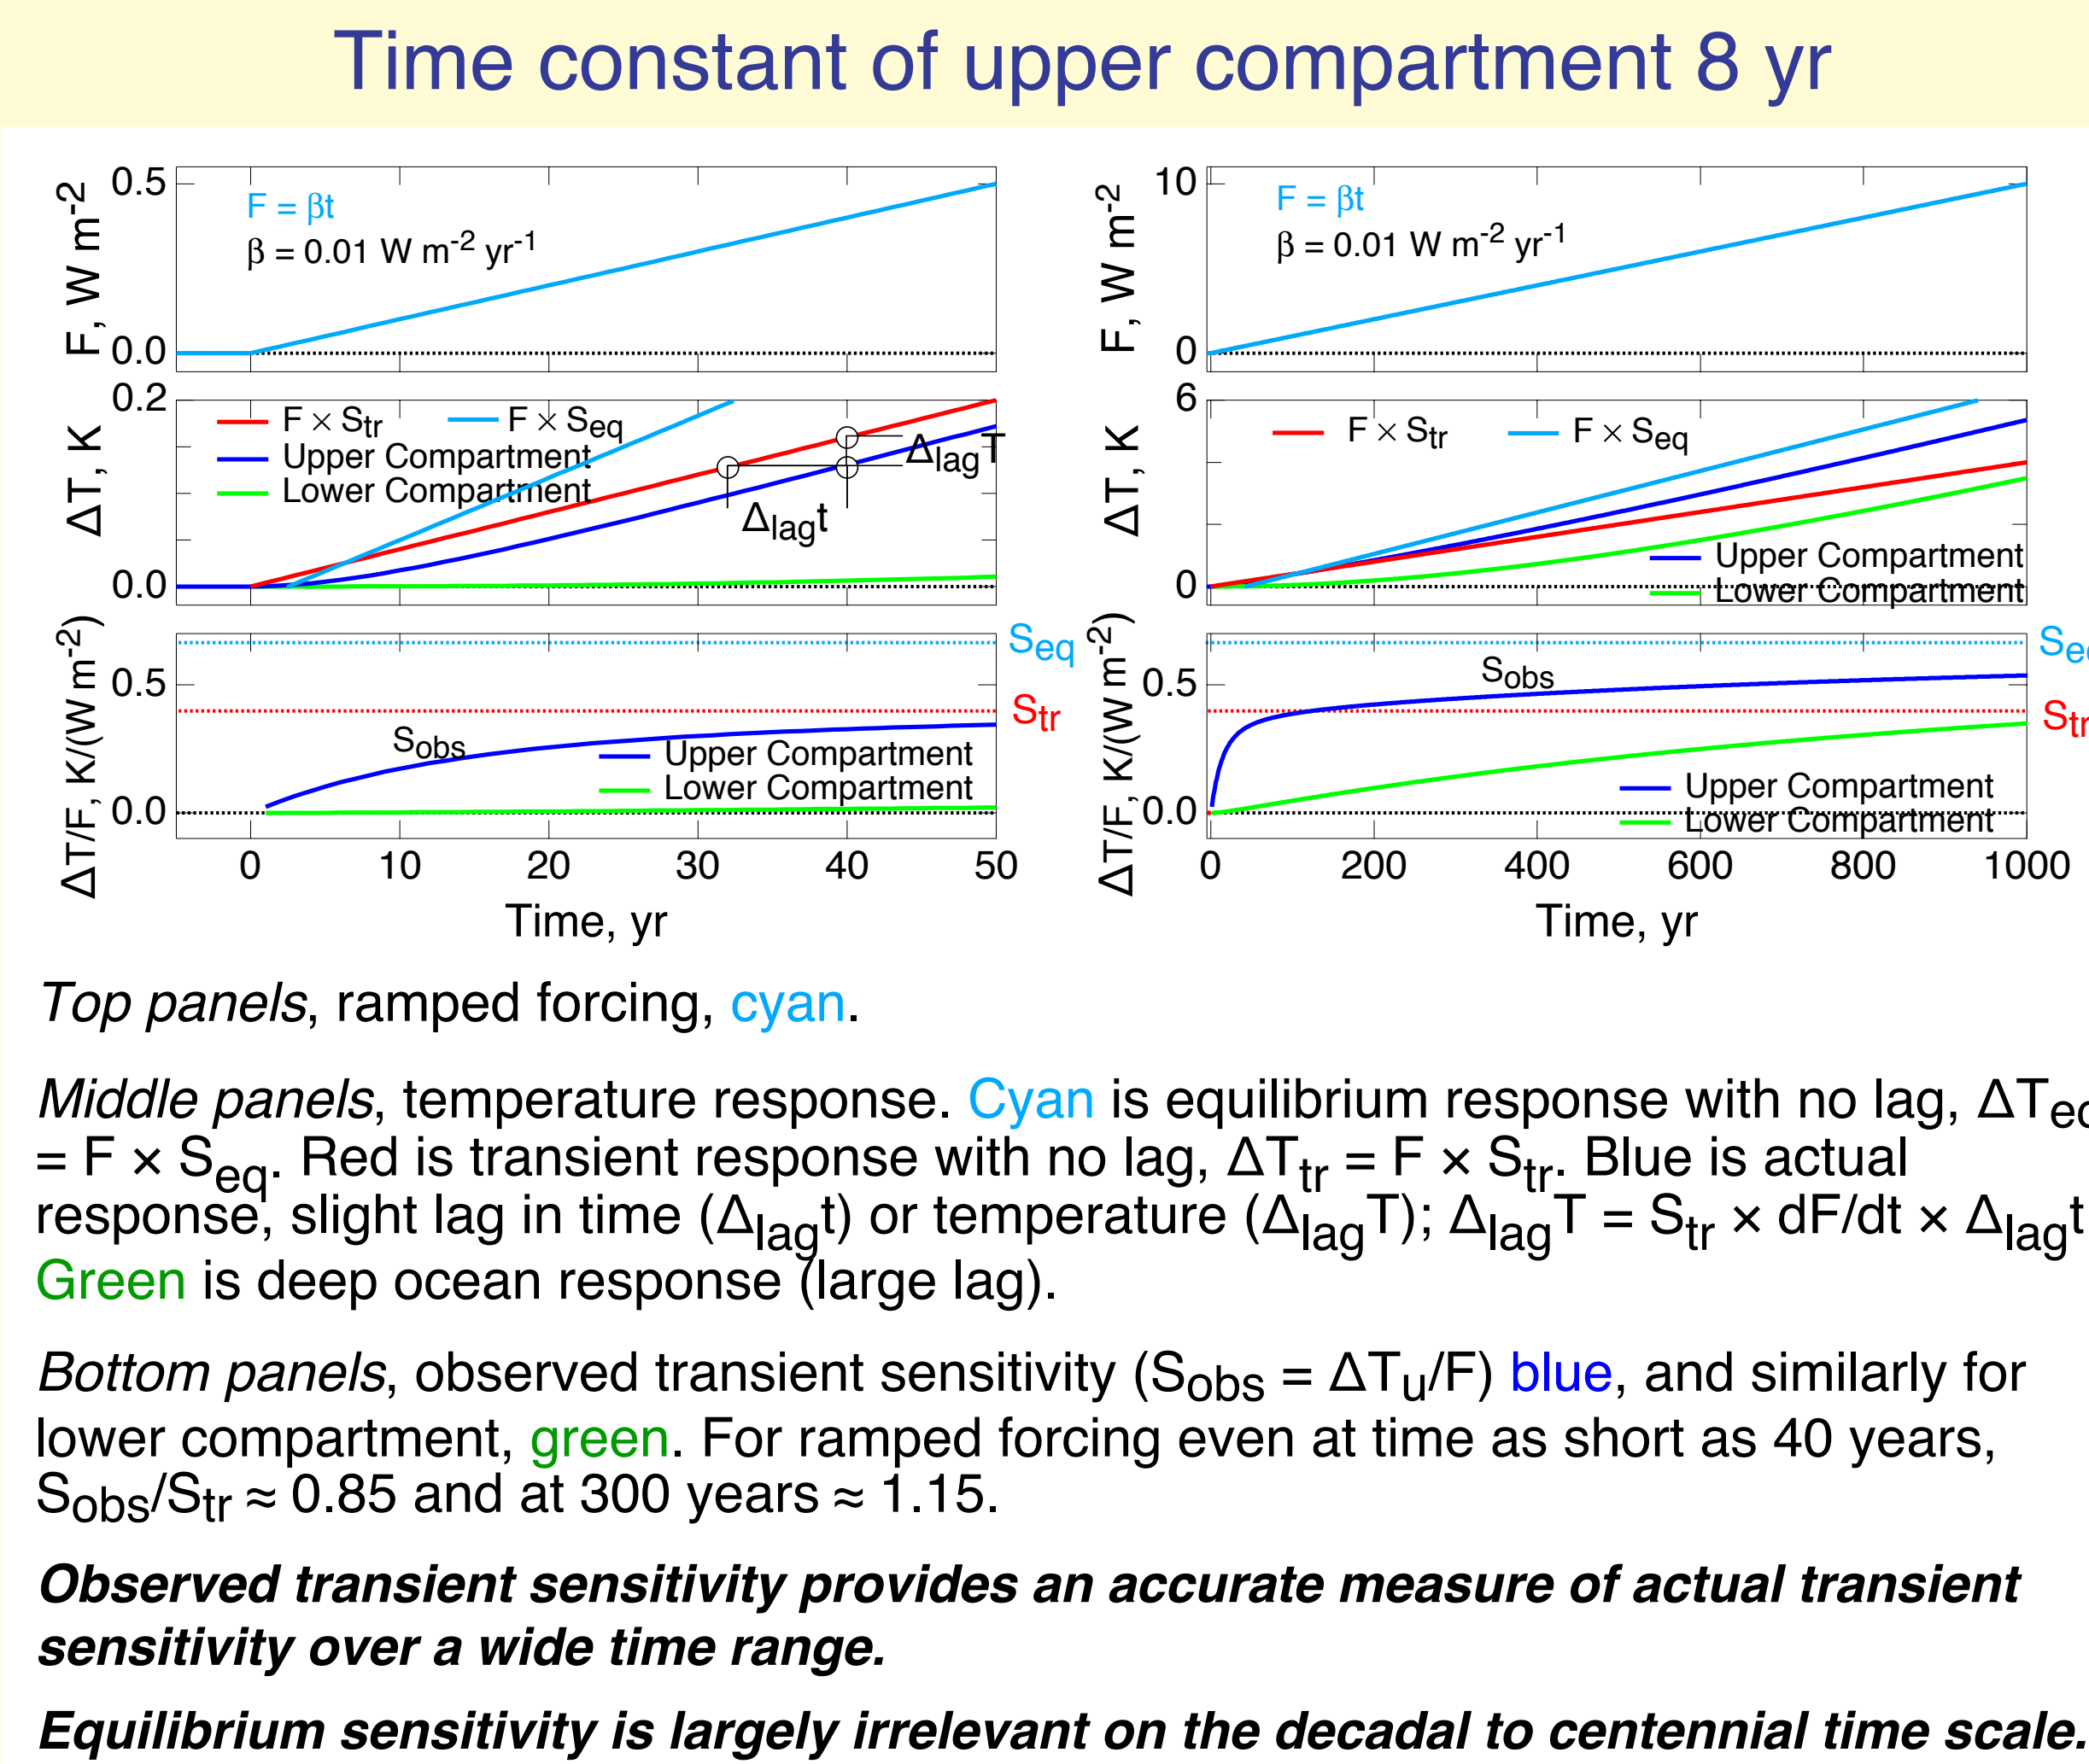 Time constant of upper compartment 8 yr
F, W m-2
0.5
0.0
F = βt
β = 0.01 W m-2 yr-1
ΔT, K
0.2
0.0
F × Str
F × Seq
Upper Compartment
Lower Compartment
ΔlagT
Δlagt
ΔT/F, K/(W m-2)
0.5
0.0
Seq
Str
Sobs
Upper Compartment
Lower Compartment
0 10 20 30 40 50
Time, yr
F, W m-2
10
0
F = βt
β = 0.01 W m-2 yr-1
ΔT, K
6
0
F × Str
F × Seq
Upper Compartment
Lower Compartment
ΔT/F, K/(W m-2)
0.5
0.0
Sobs
Se
Str
Upper Compartment
Lower Compartment
0 200 400 600 800 1000
Time, yr
Top panels, ramped forcing, cyan.
Middle panels, temperature response. Cyan is equilibrium response with no lag, ΔTeq
= F × Seq. Red is transient response with no lag, ΔTtr = F × Str. Blue is actual
response, slight lag in time (Δlagt) or temperature (ΔlagT); ΔlagT = Str × dF/dt × Δlagt
Green is deep ocean response (large lag).
Bottom panels, observed transient sensitivity (Sobs = ΔTu/F) blue, and similarly for
lower compartment, green. For ramped forcing even at time as short as 40 years,
Sobs/Str ≈ 0.85 and at 300 years ≈ 1.15.
Observed transient sensitivity provides an accurate measure of actual transient
sensitivity over a wide time range.
Equilibrium sensitivity is largely irrelevant on the decadal to centennial time scale.